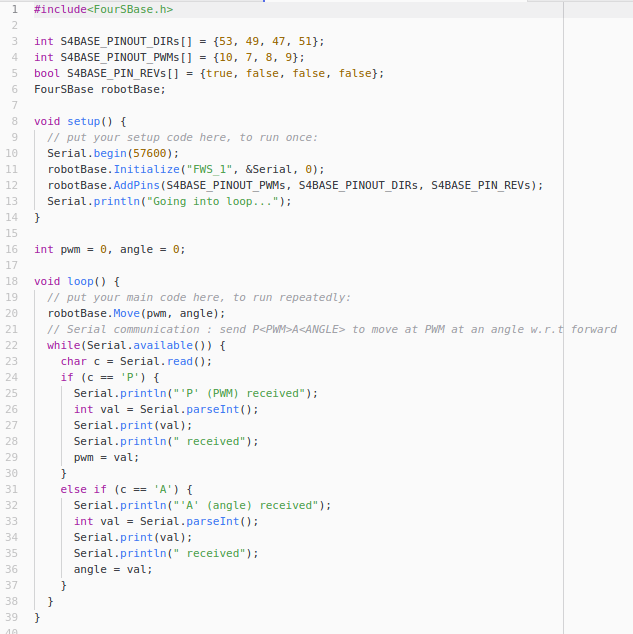 1 #include<FourSBase.h>
2
3 int S4BASE_PINOUT_DIRs[] = {53, 49, 47, 51};
4 int S4BASE_PINOUT_PWMs[] = {10, 7, 8, 9};
5 bool S4BASE_PIN_REVs[] = {true, false, false, false};
6 FourSBase robotBase;
7
8 void setup() {
9   // put your setup code here, to run once:
10   Serial.begin(57600);
11   robotBase.Initialize("FWS_1", &Serial, 0);
12   robotBase.AddPins(S4BASE_PINOUT_PWMs, S4BASE_PINOUT_DIRs, S4BASE_PIN_REVs);
13   Serial.println("Going into loop...");
14 }
15
16 int pwm = 0, angle = 0;
17
18 void loop() {
19   // put your main code here, to run repeatedly:
20   robotBase.Move(pwm, angle);
21   // Serial communication : send P<PWM>A<ANGLE> to move at PWM at an angle w.r.t forward
22   while(Serial.available()) {
23     char c = Serial.read();
24     if (c == 'P') {
25       Serial.println("'P' (PWM) received");
26       int val = Serial.parseInt();
27       Serial.print(val);
28       Serial.println(" received");
29       pwm = val;
30     }
31     else if (c == 'A') {
32       Serial.println("'A' (angle) received");
33       int val = Serial.parseInt();
34       Serial.print(val);
35       Serial.println(" received");
36       angle = val;
37     }
38   }
39 }
40